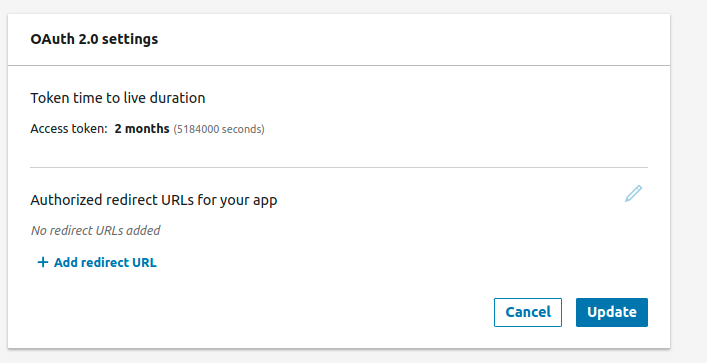 OAuth 2.0 settings
Token time to live duration
Access token: 2 months (5184000 seconds)
Authorized redirect URLs for your app
No redirect URLs added
+ Add redirect URL
Cancel Update